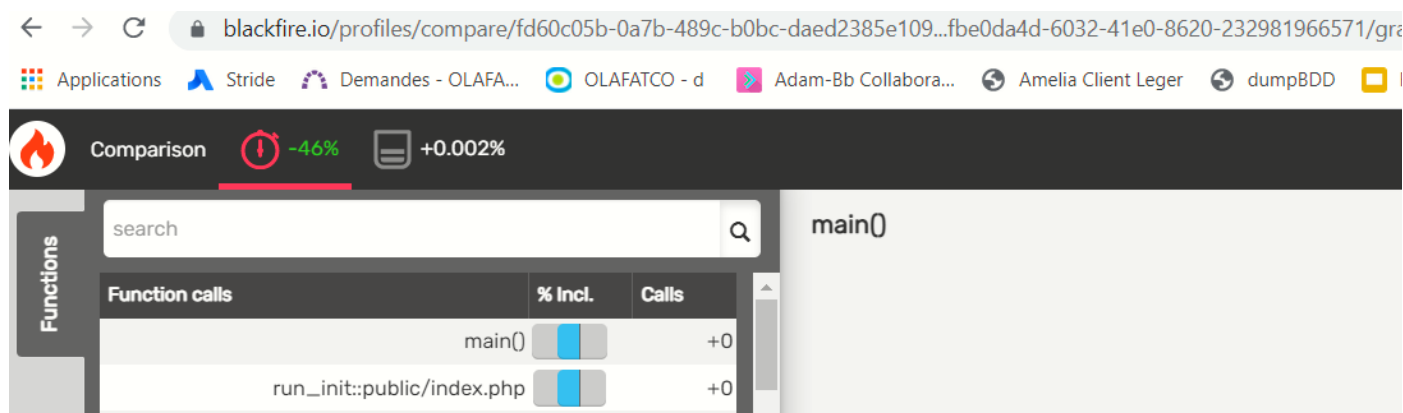 blackfire.io/profiles/compare/fd60c05b-0a7b-489c-b0bc-daed2385e109...fbe0da4d-6032-41e0-8620-232981966571/gra
Applications Stride Demandes - OLAFA... OLAFATCO - d Adam-Bb Collabora... Amelia Client Leger dumpBDD
Comparison -46% +0.002%
search
main()
Functions
Function calls % Incl. Calls
main() +0
run_init::public/index.php +0